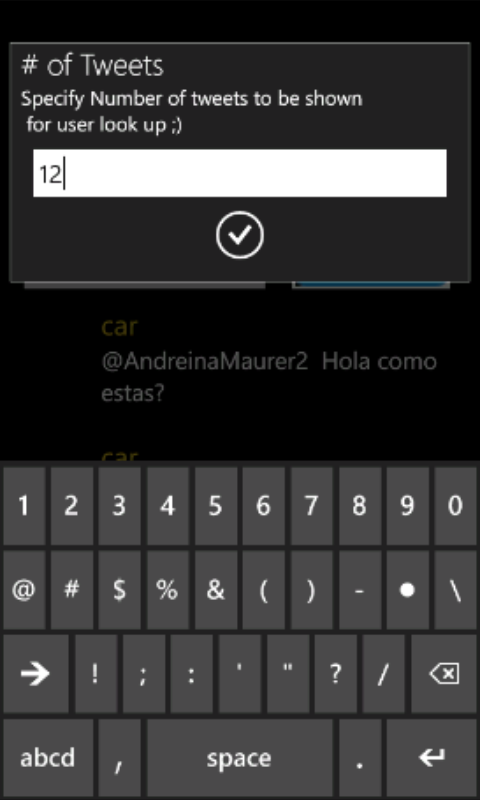 # of Tweets
Specify Number of tweets to be shown
for user look up ;)
12
car
@AndreinaMaurer2 Hola como
estas?
car
1 2 3 4 5 6 7 8 9 0
@ # $ % & ( ) - ● \
→ ! ; : ' " ? /
abcd , space .